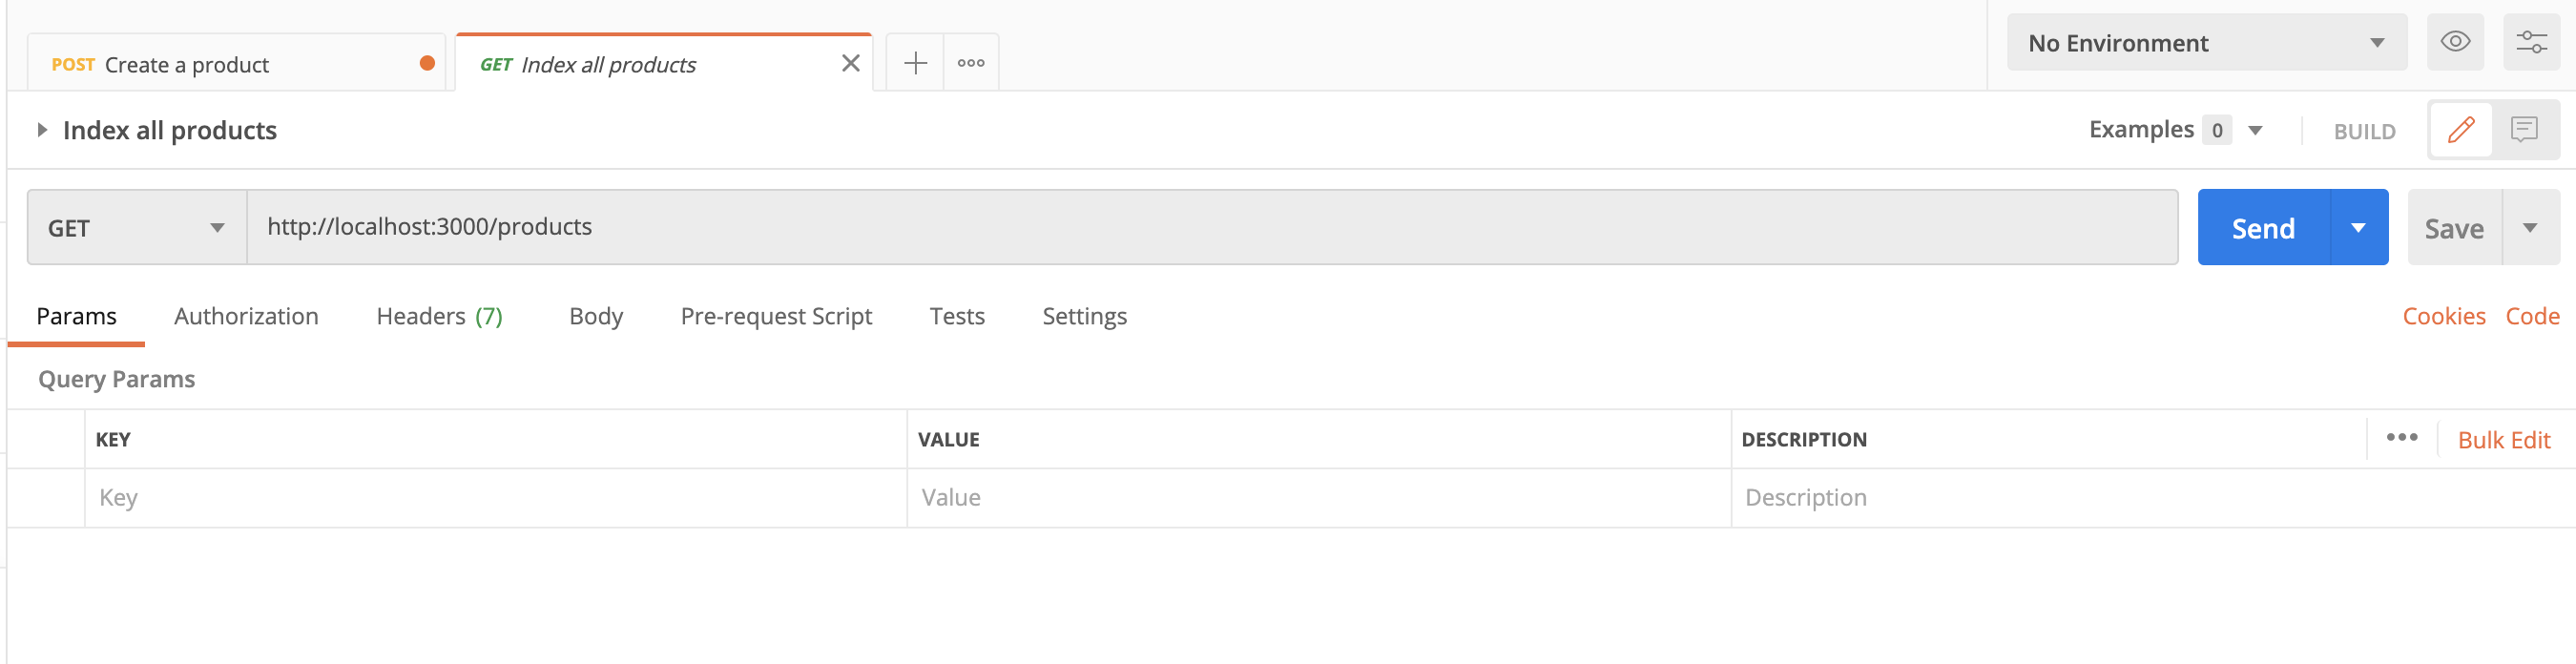 POST Create a product
GET Index all products
No Environment
Index all products
Examples 0
BUILD
GET
http://localhost:3000/products
Send
Save
Params
Authorization
Headers (7)
Body
Pre-request Script
Tests
Settings
Cookies
Code
Query Params
KEY
VALUE
DESCRIPTION
Bulk Edit
Key
Value
Description